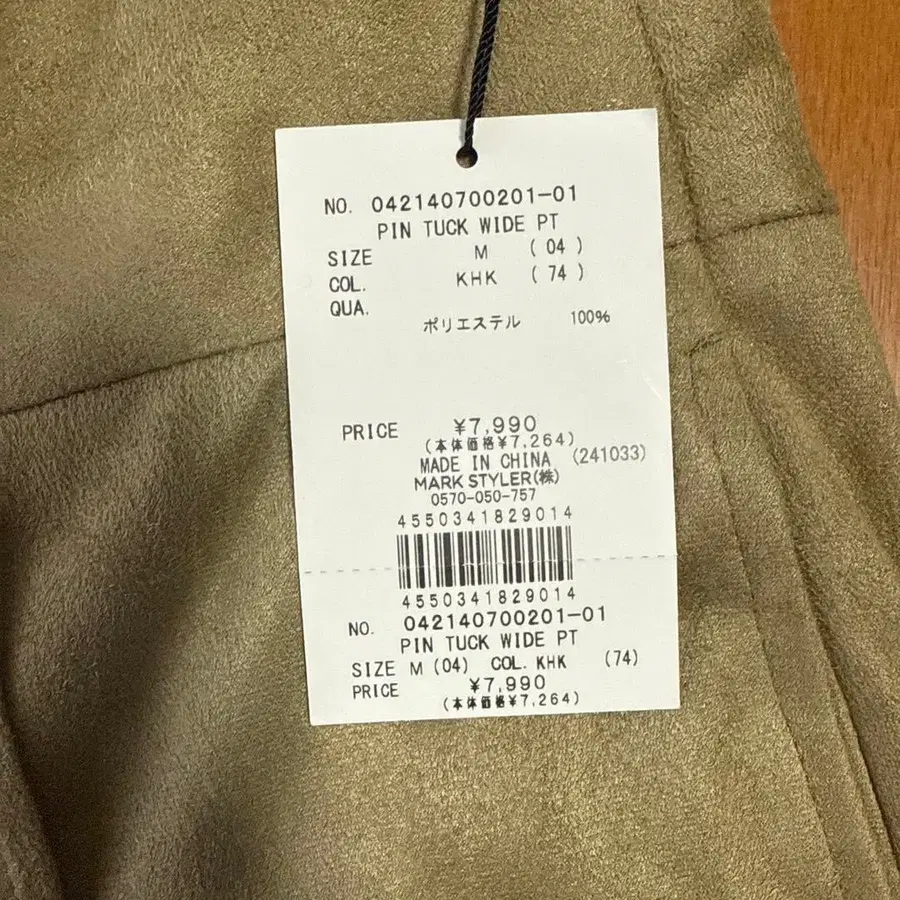 NO. 042140700201-01
PIN TUCK WIDE PT
SIZE M (04)
COL. KHK (74)
QUA.
ポリエステル 100%
PRICE ¥7,990
(本体価格¥7,264)
MADE IN CHINA (241033)
MARK STYLER(株)
0570-050-757
4550341829014
4550341829014
NO. 042140700201-01
PIN TUCK WIDE PT
SIZE M (04) COL. KHK (74)
PRICE ¥7,990
(本体価格¥7,264)